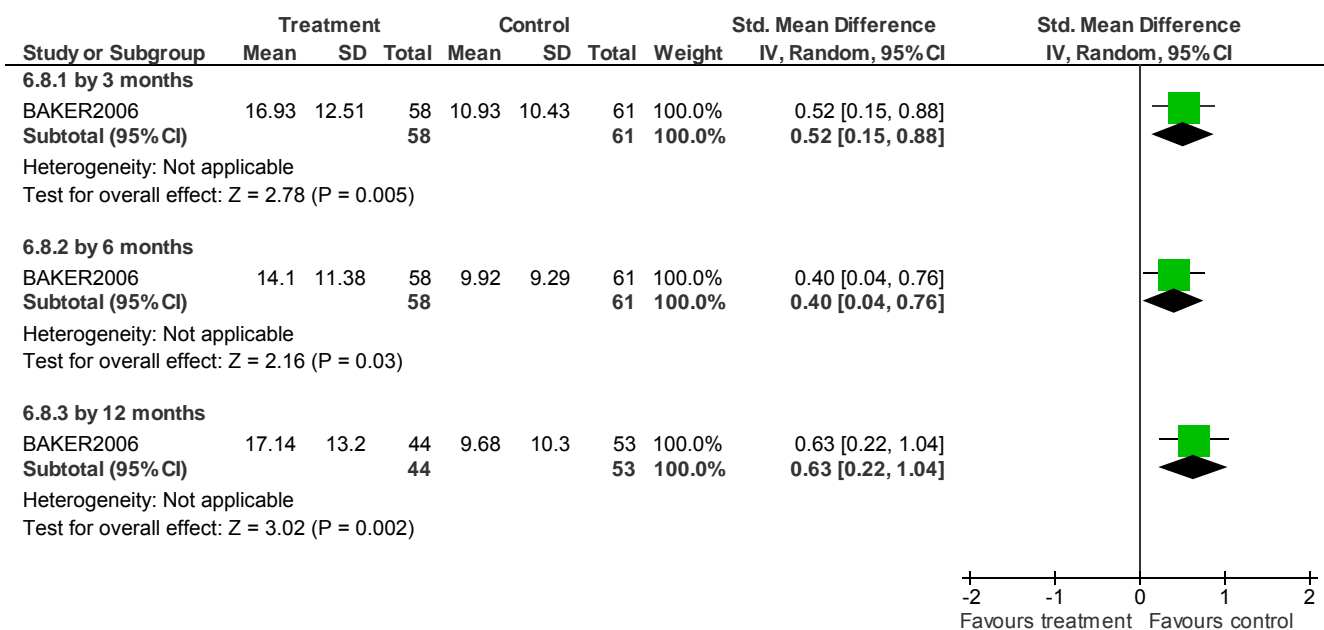 Treatment Control Std. Mean Difference Std. Mean Difference
Study or Subgroup Mean SD Total Mean SD Total Weight IV, Random, 95% CI IV, Random, 95% CI
6.8.1 by 3 months
BAKER2006 16.93 12.51 58 10.93 10.43 61 100.0% 0.52 [0.15, 0.88]
Subtotal (95% CI) 58 61 100.0% 0.52 [0.15, 0.88]
Heterogeneity: Not applicable
Test for overall effect: Z = 2.78 (P = 0.005)
6.8.2 by 6 months
BAKER2006 14.1 11.38 58 9.92 9.29 61 100.0% 0.40 [0.04, 0.76]
Subtotal (95% CI) 58 61 100.0% 0.40 [0.04, 0.76]
Heterogeneity: Not applicable
Test for overall effect: Z = 2.16 (P = 0.03)
6.8.3 by 12 months
BAKER2006 17.14 13.2 44 9.68 10.3 53 100.0% 0.63 [0.22, 1.04]
Subtotal (95% CI) 44 53 100.0% 0.63 [0.22, 1.04]
Heterogeneity: Not applicable
Test for overall effect: Z = 3.02 (P = 0.002)
-2 -1 0 1 2
Favours treatment Favours control